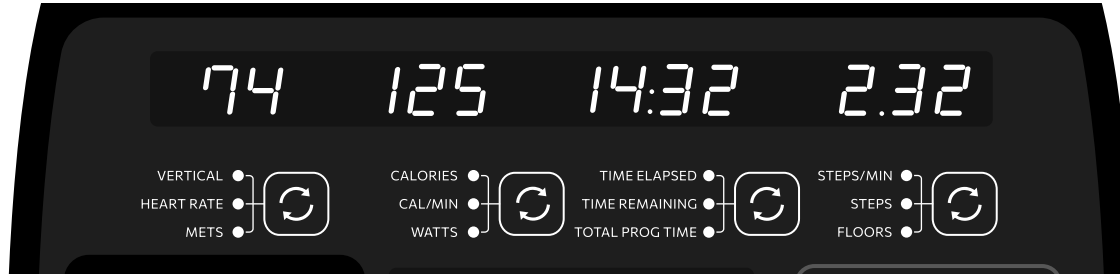 74 125 14:32 2.32
VERTICAL CALORIES TIME ELAPSED STEPS/MIN
HEART RATE CAL/MIN TIME REMAINING STEPS
METS WATTS TOTAL PROG TIME FLOORS